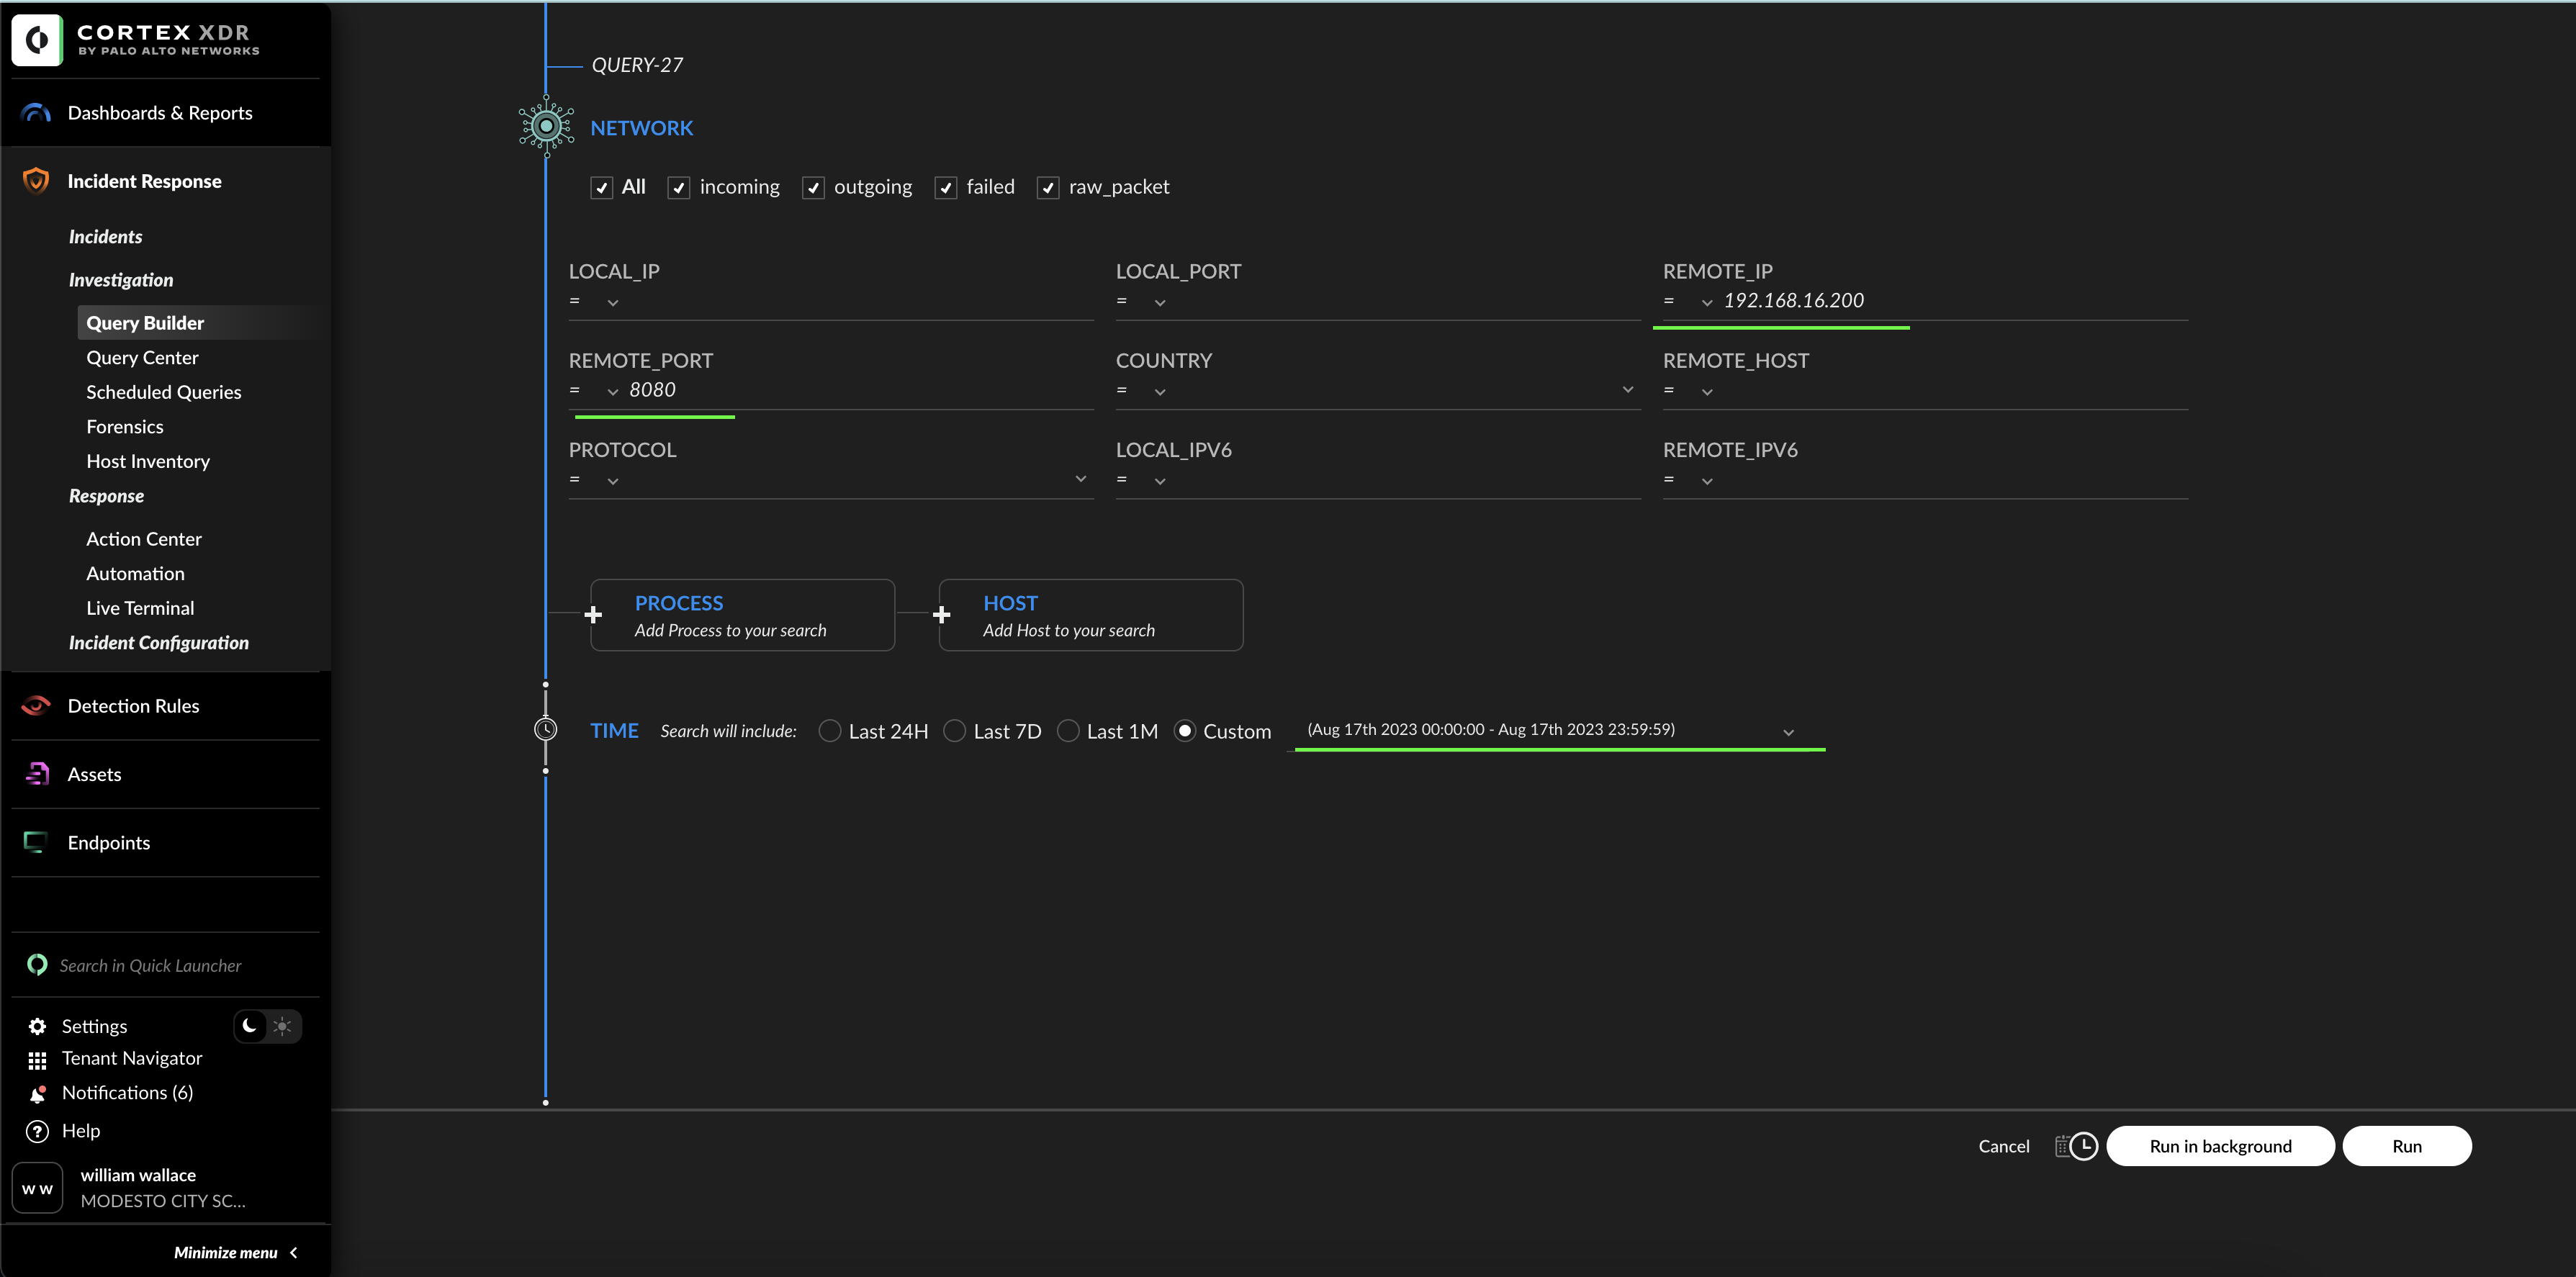 CORTEX XDR
BY PALO ALTO NETWORKS
Dashboards & Reports
Incident Response
Incidents
Investigation
Query Builder
Query Center
Scheduled Queries
Forensics
Host Inventory
Response
Action Center
Automation
Live Terminal
Incident Configuration
Detection Rules
Assets
Endpoints
Search in Quick Launcher
Settings
Tenant Navigator
Notifications (6)
Help
W W
william wallace
MODESTO CITY SC...
Minimize menu
QUERY-27
NETWORK
All incoming outgoing failed raw_packet
LOCAL_IP LOCAL_PORT REMOTE_IP
= = = 192.168.16.200
REMOTE_PORT COUNTRY REMOTE_HOST
= 8080 = =
PROTOCOL LOCAL_IPV6 REMOTE_IPV6
= = =
PROCESS HOST
Add Process to your search Add Host to your search
TIME Search will include: Last 24H Last 7D Last 1M Custom (Aug 17th 2023 00:00:00 - Aug 17th 2023 23:59:59)
Cancel Run in background Run